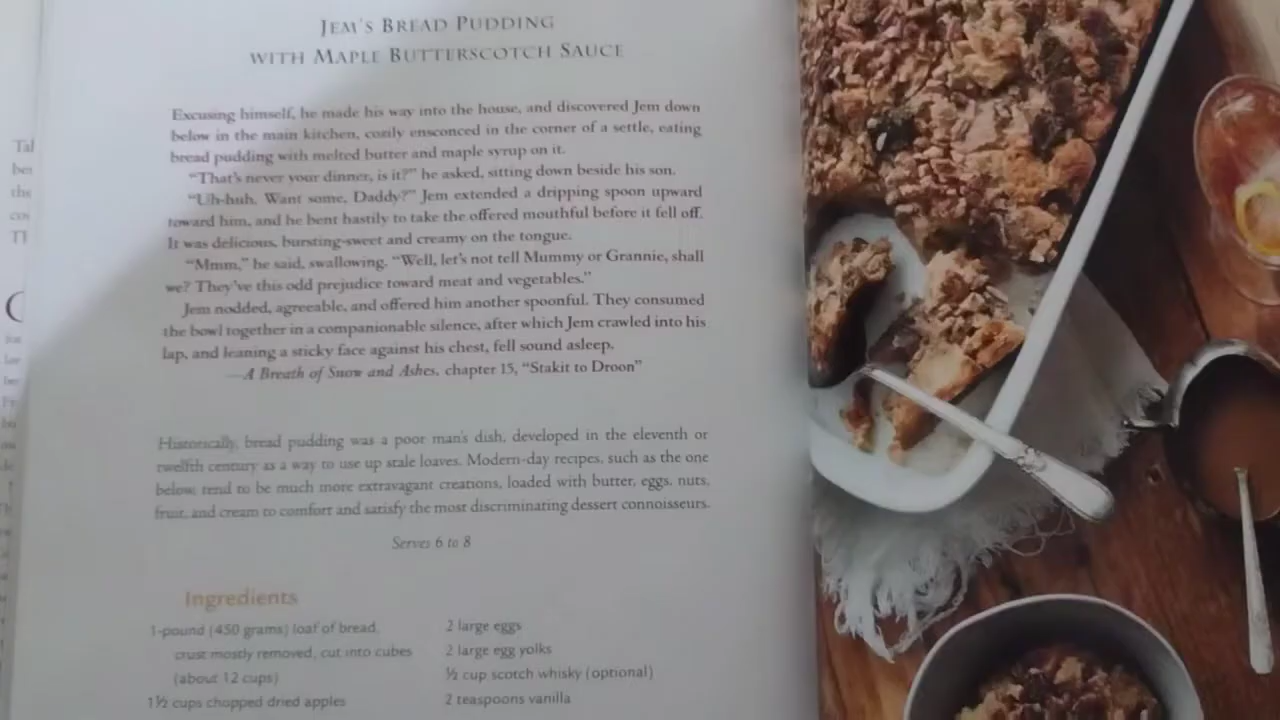 JEM'S BREAD PUDDING
WITH MAPLE BUTTERSCOTCH SAUCE
Excusing himself, he made his way into the house, and discovered Jem down
below in the main kitchen, cozily ensconced in the corner of a settle, eating
bread pudding with melted butter and maple syrup on it.
"That's never your dinner, is it?" he asked, sitting down beside his son.
"Uh-huh. Want some, Daddy?" Jem extended a dripping spoon upward
toward him, and he bent hastily to take the offered mouthful before it fell off.
It was delicious, bursting-sweet and creamy on the tongue.
"Mmm," he said, swallowing. "Well, let's not tell Mummy or Grannie, shall
we? They've this odd prejudice toward meat and vegetables."
Jem nodded, agreeable, and offered him another spoonful. They consumed
the bowl together in a companionable silence, after which Jem crawled into his
lap, and leaning a sticky face against his chest, fell sound asleep.
—A Breath of Snow and Ashes, chapter 15, "Stakit to Droon"
Historically, bread pudding was a poor man's dish, developed in the eleventh or
twelfth century as a way to use up stale loaves. Modern-day recipes, such as the one
below, tend to be much more extravagant creations, loaded with butter, eggs, nuts,
fruit, and cream to comfort and satisfy the most discriminating dessert connoisseurs.
Serves 6 to 8
Ingredients
1-pound (450 grams) loaf of bread,
crust mostly removed, cut into cubes
(about 12 cups)
1½ cups chopped dried apples
2 large eggs
2 large egg yolks
½ cup scotch whisky (optional)
2 teaspoons vanilla